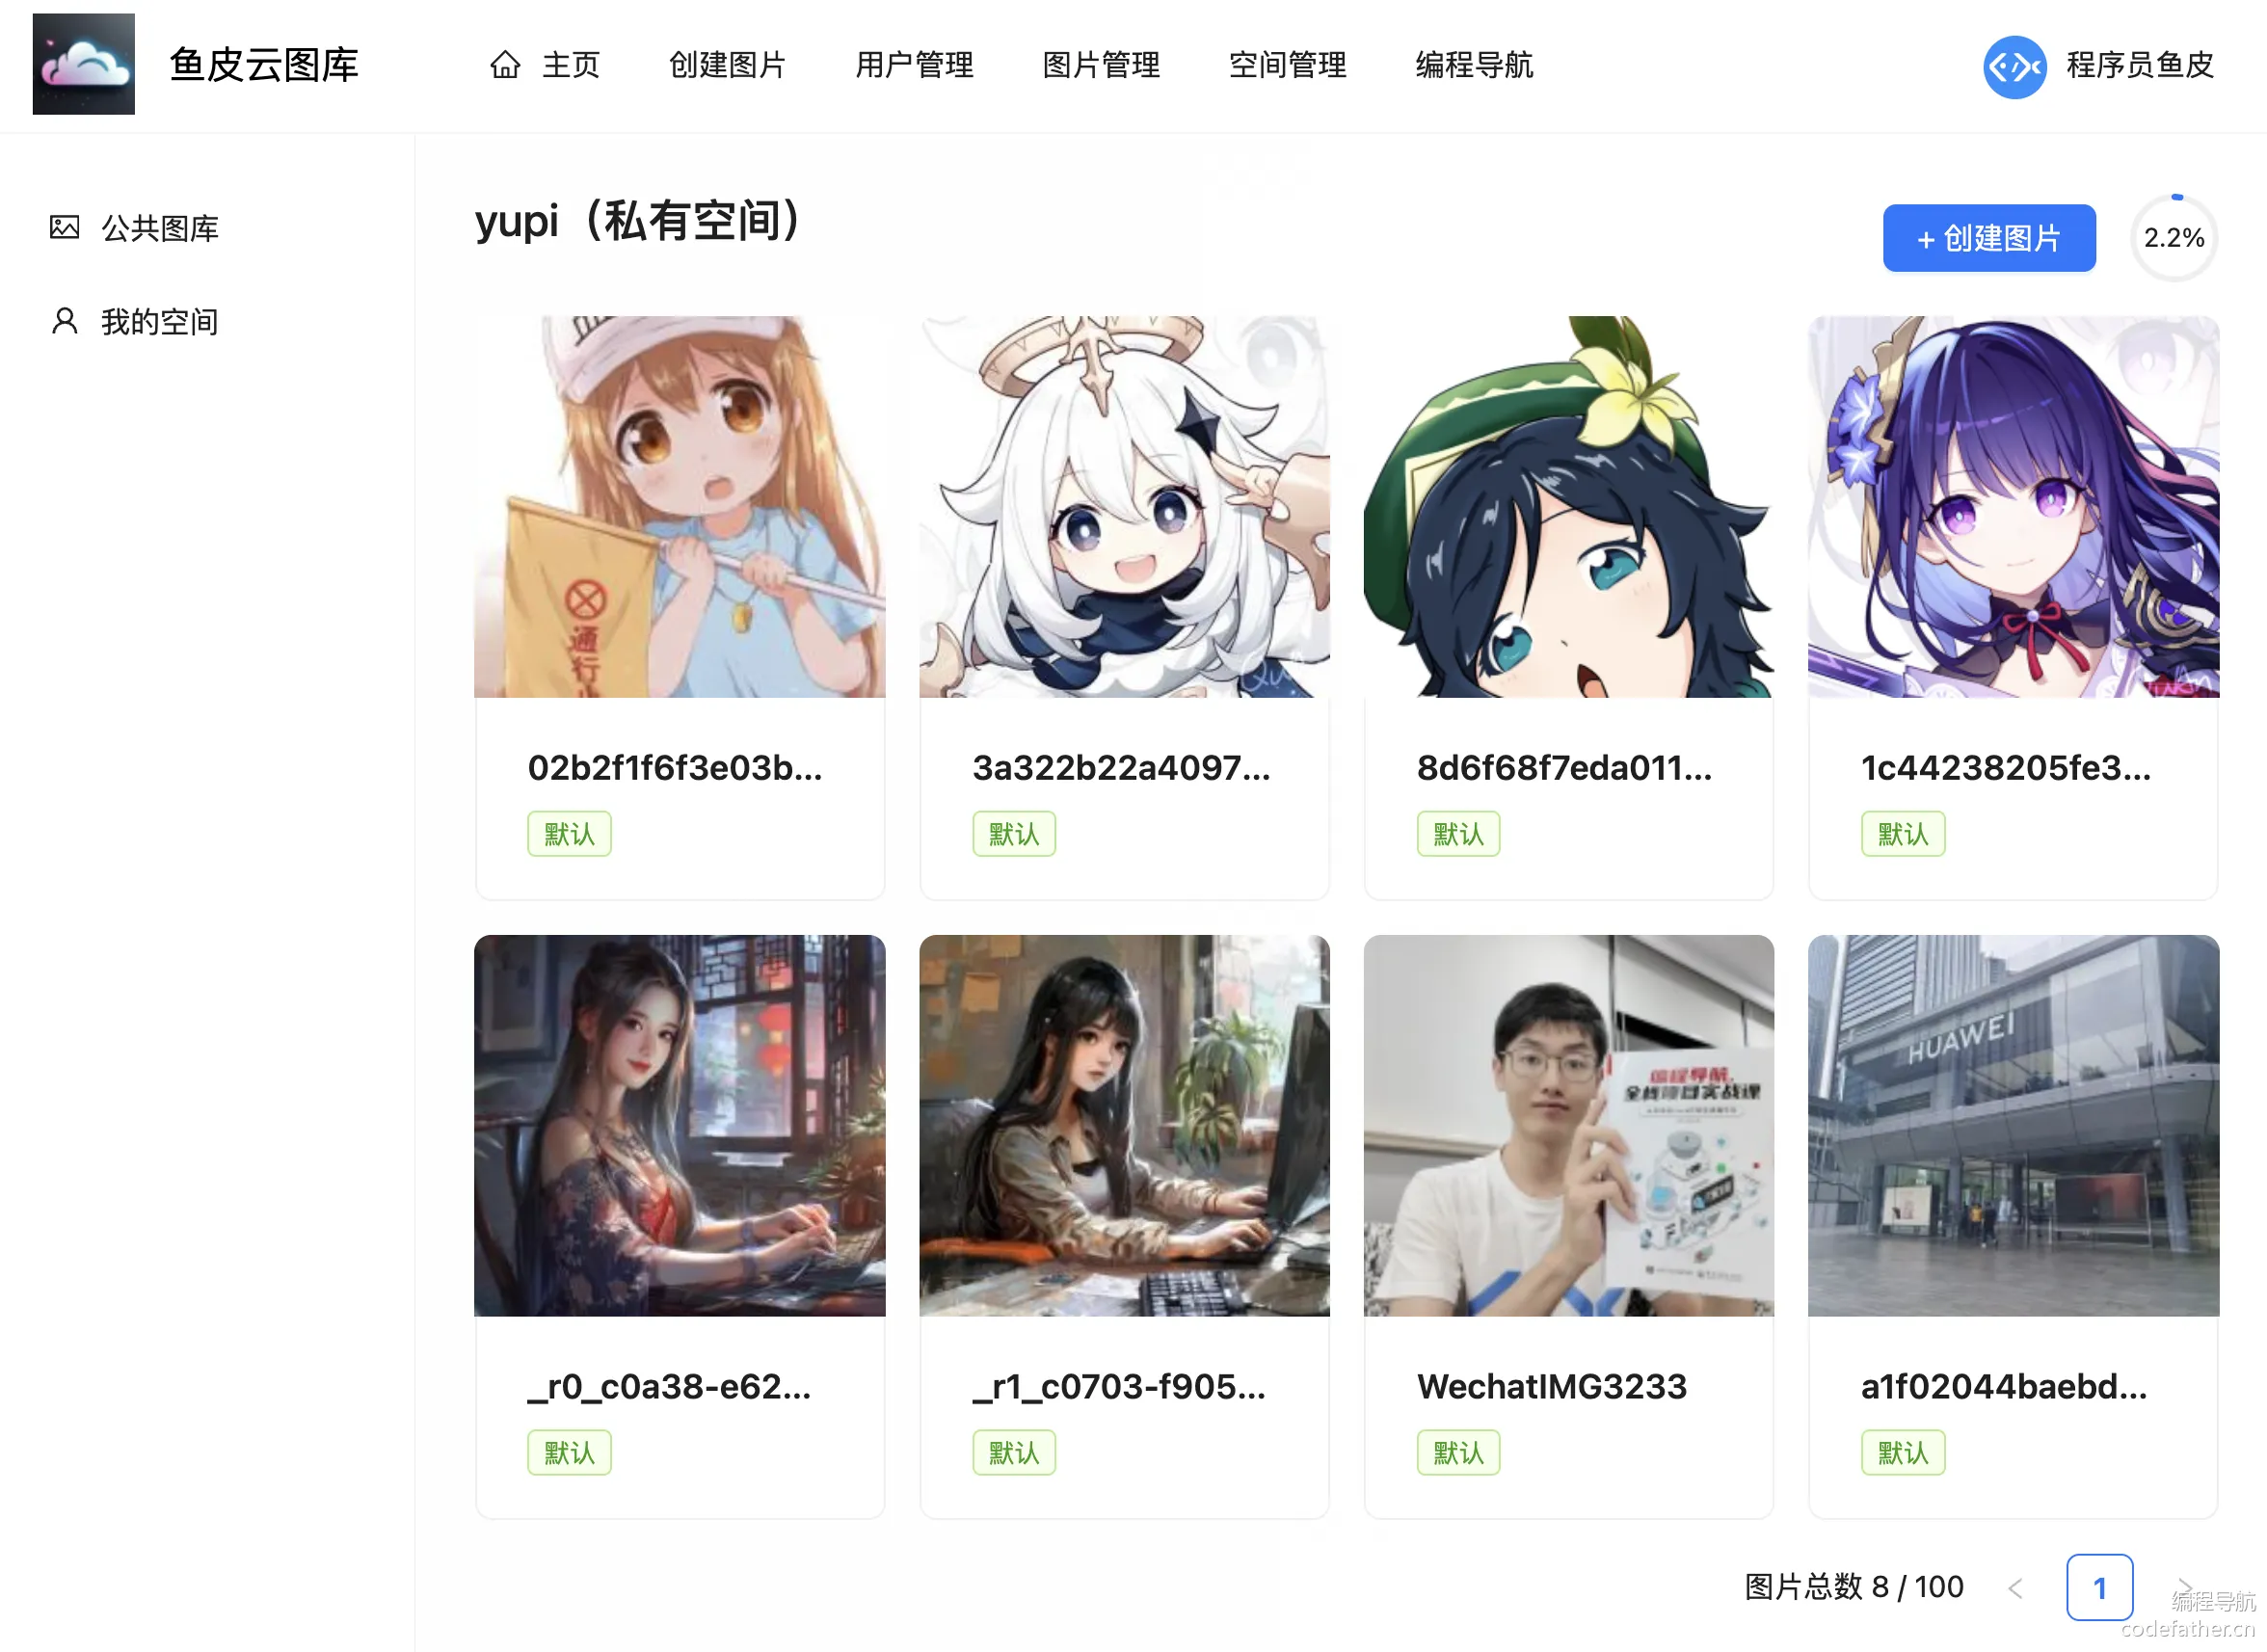 鱼皮云图库
主页
创建图片
用户管理
图片管理
空间管理
编程导航
程序员鱼皮
公共图库
我的空间
yupi（私有空间）
+ 创建图片
2.2%
通行
02b2f1f6f3e03b...
3a322b22a4097...
8d6f68f7eda011...
1c44238205fe3...
默认
默认
默认
默认
编程导航
全栈项目实战课
HUAWEI
_r0_c0a38-e62...
_r1_c0703-f905...
WechatIMG3233
a1f02044baebd...
默认
默认
默认
默认
图片总数 8 / 100
1
编程导航
codefather.cn